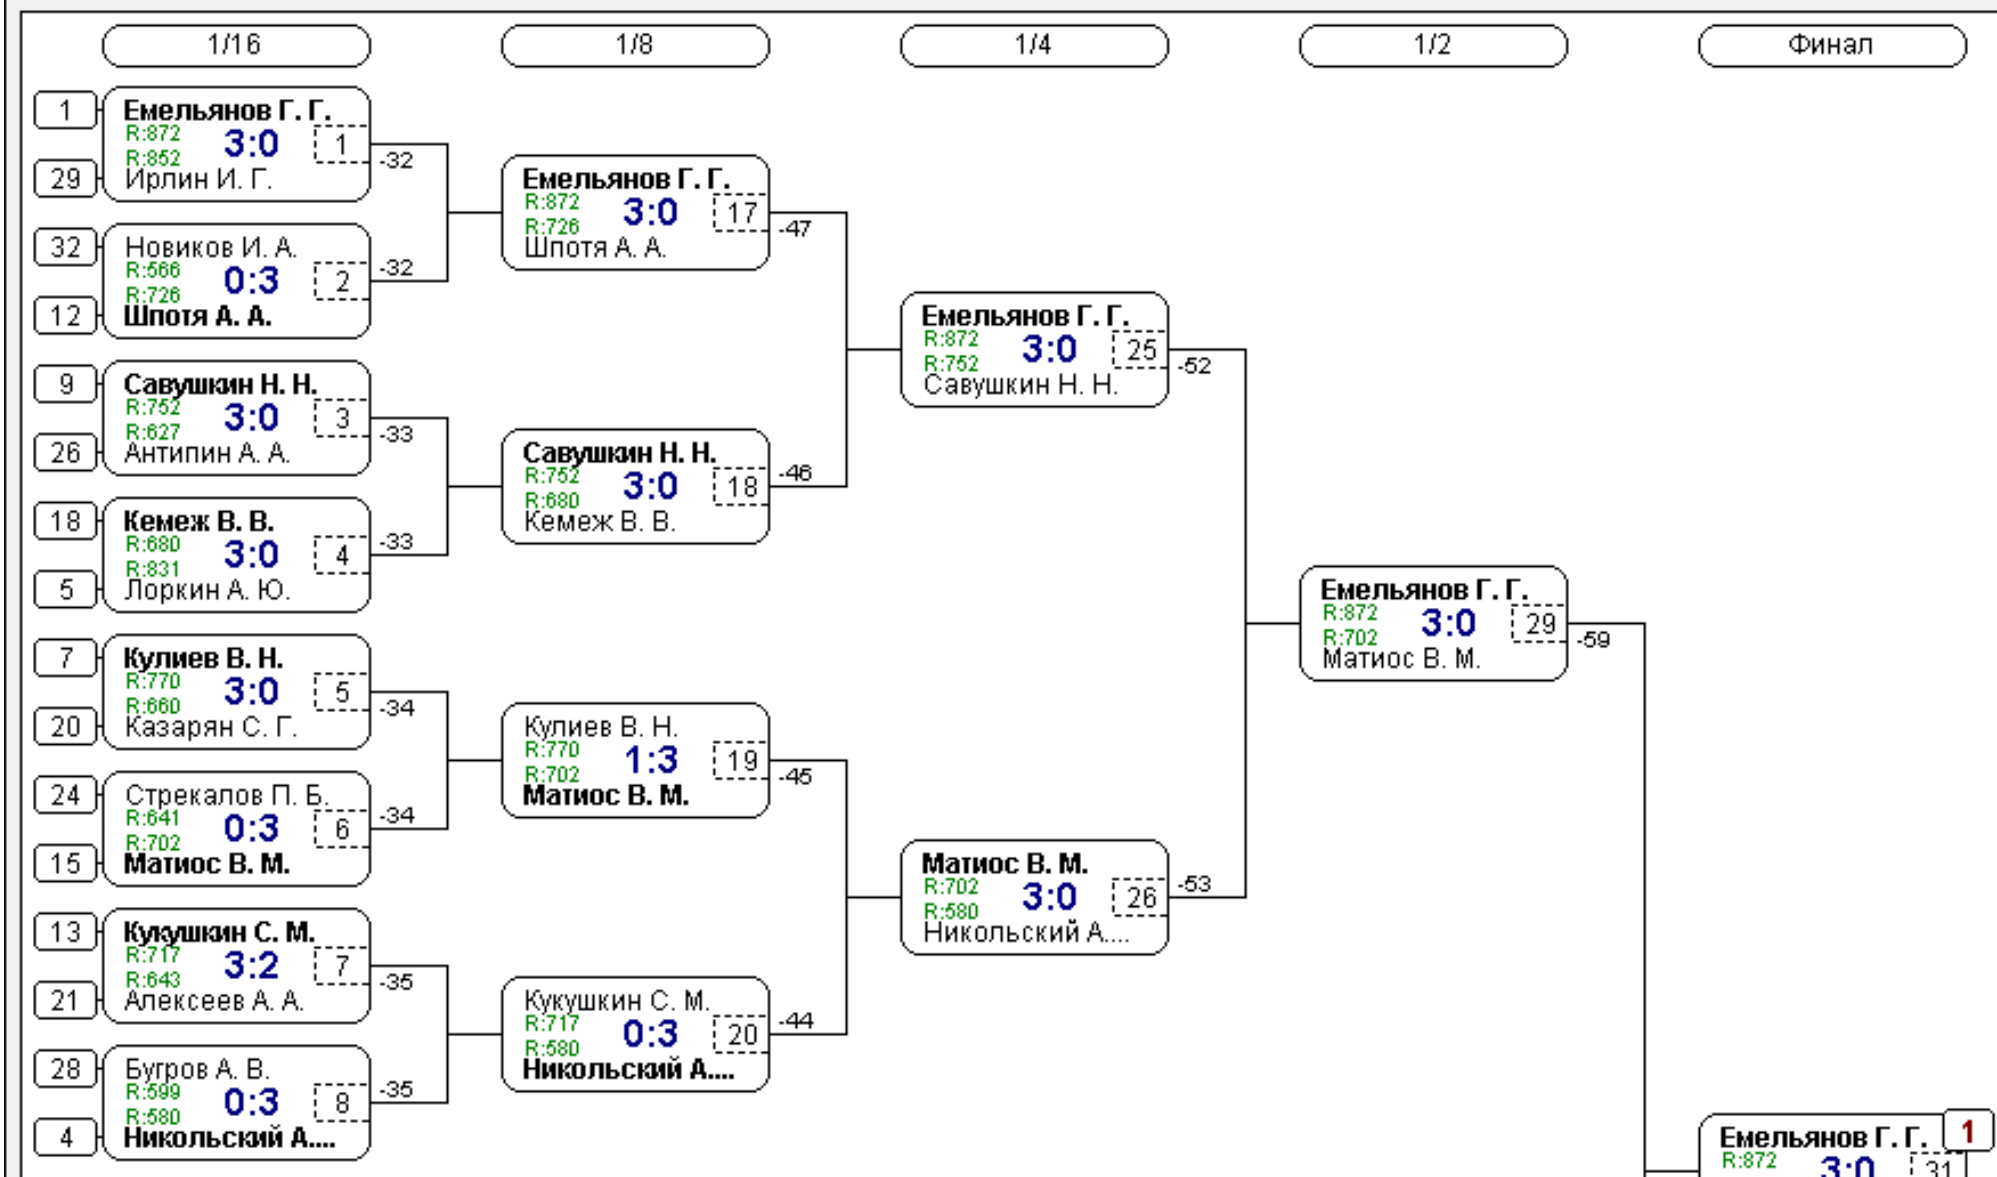 1/16 1/8 1/4 1/2 Финал
1 Емельянов Г. Г.
R:872 3:0 1 -32
R:852
29 Ирлин И. Г.
Емельянов Г. Г.
R:872 3:0 17 -47
R:726
Шпотя А. А.
32 Новиков И. А.
R:566 0:3 2 -32
R:726
12 Шпотя А. А.
Емельянов Г. Г.
R:872 3:0 25 -52
R:752
Савушкин Н. Н.
9 Савушкин Н. Н.
R:752 3:0 3 -33
R:627
26 Антипин А. А.
Савушкин Н. Н.
R:752 3:0 18 -46
R:680
Кемеж В. В.
18 Кемеж В. В.
R:680 3:0 4 -33
R:831
5 Лоркин А. Ю.
Емельянов Г. Г.
R:872 3:0 29 -59
R:702
Матиос В. М.
7 Кулиев В. Н.
R:770 3:0 5 -34
R:660
20 Казарян С. Г.
Кулиев В. Н.
R:770 1:3 19 -45
R:702
Матиос В. М.
24 Стрекалов П. Б.
R:641 0:3 6 -34
R:702
15 Матиос В. М.
Матиос В. М.
R:702 3:0 26 -53
R:580
Никольский А....
13 Кукушкин С. М.
R:717 3:2 7 -35
R:643
21 Алексеев А. А.
Кукушкин С. М.
R:717 0:3 20 -44
R:580
Никольский А....
28 Бугров А. В.
R:599 0:3 8 -35
R:580
4 Никольский А....
Емельянов Г. Г. 1
R:872 3:0 31